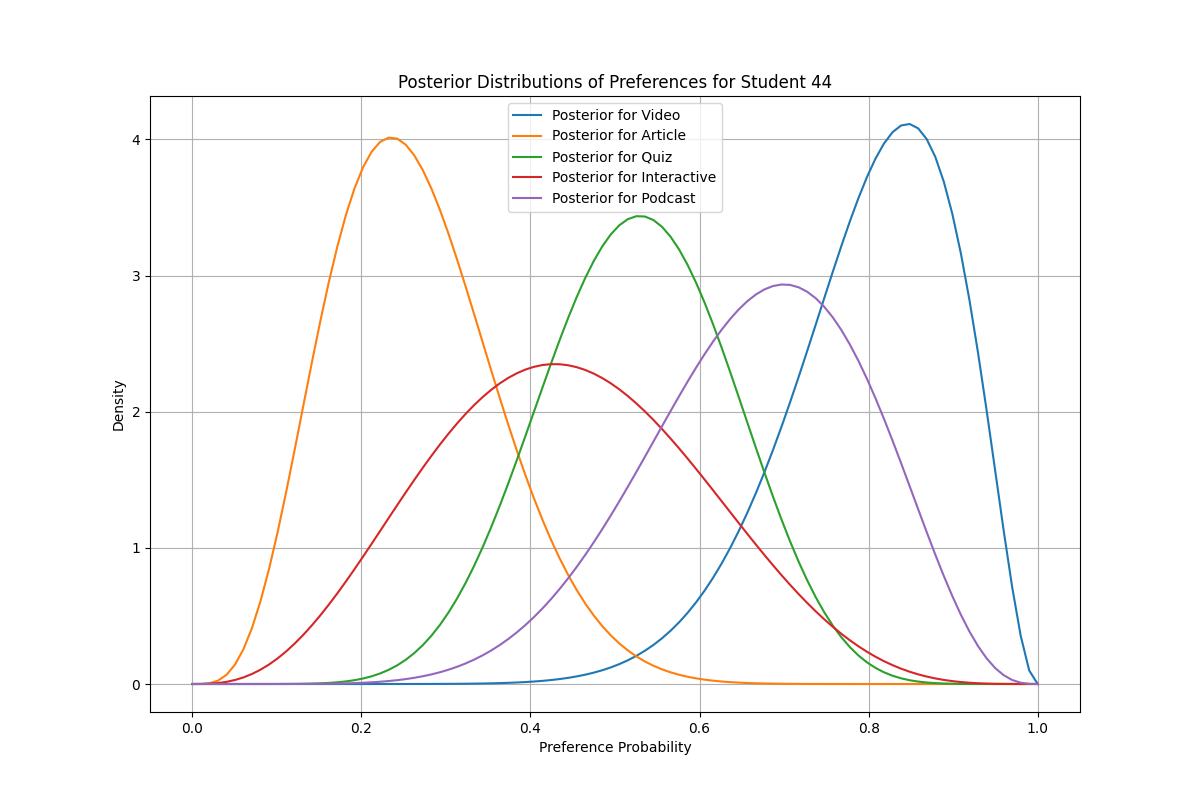 Posterior Distributions of Preferences for Student 44
Posterior for Video
Posterior for Article
Posterior for Quiz
Posterior for Interactive
Posterior for Podcast
Density
4
3
2
1
0
0.0 0.2 0.4 0.6 0.8 1.0
Preference Probability